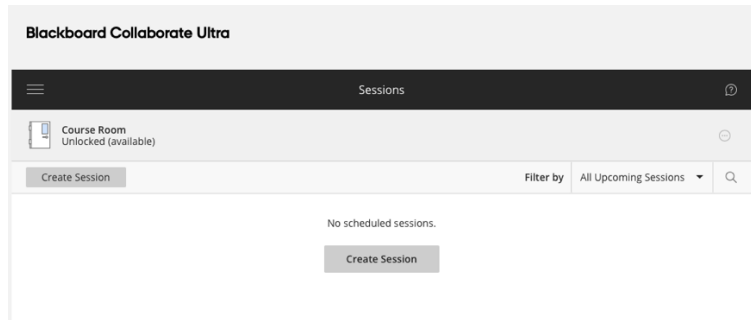 Blackboard Collaborate Ultra
Sessions
Course Room
Unlocked (available)
Create Session
Filter by
All Upcoming Sessions
No scheduled sessions.
Create Session